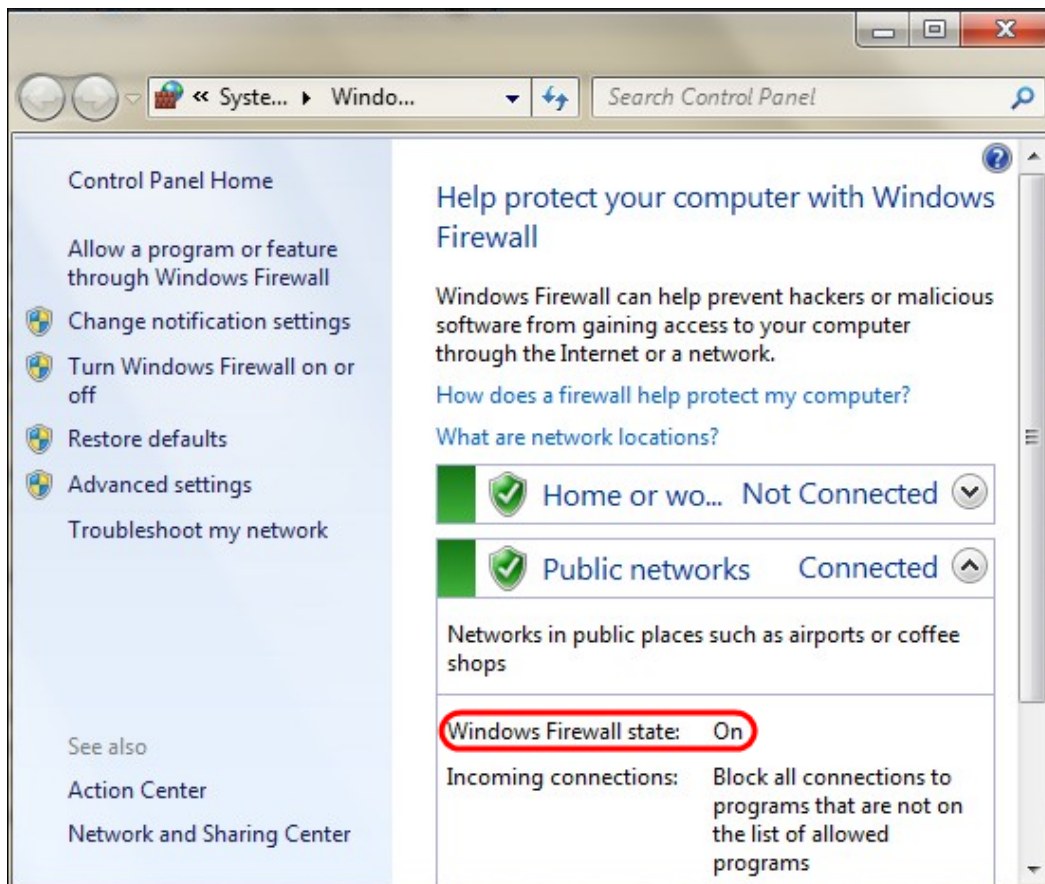 « Syste... ▸ Windo...
Search Control Panel
Control Panel Home
Allow a program or feature
through Windows Firewall
Change notification settings
Turn Windows Firewall on or
off
Restore defaults
Advanced settings
Troubleshoot my network
See also
Action Center
Network and Sharing Center
Help protect your computer with Windows
Firewall
Windows Firewall can help prevent hackers or malicious
software from gaining access to your computer
through the Internet or a network.
How does a firewall help protect my computer?
What are network locations?
Home or wo... Not Connected
Public networks Connected
Networks in public places such as airports or coffee
shops
Windows Firewall state: On
Incoming connections: Block all connections to
programs that are not on
the list of allowed
programs